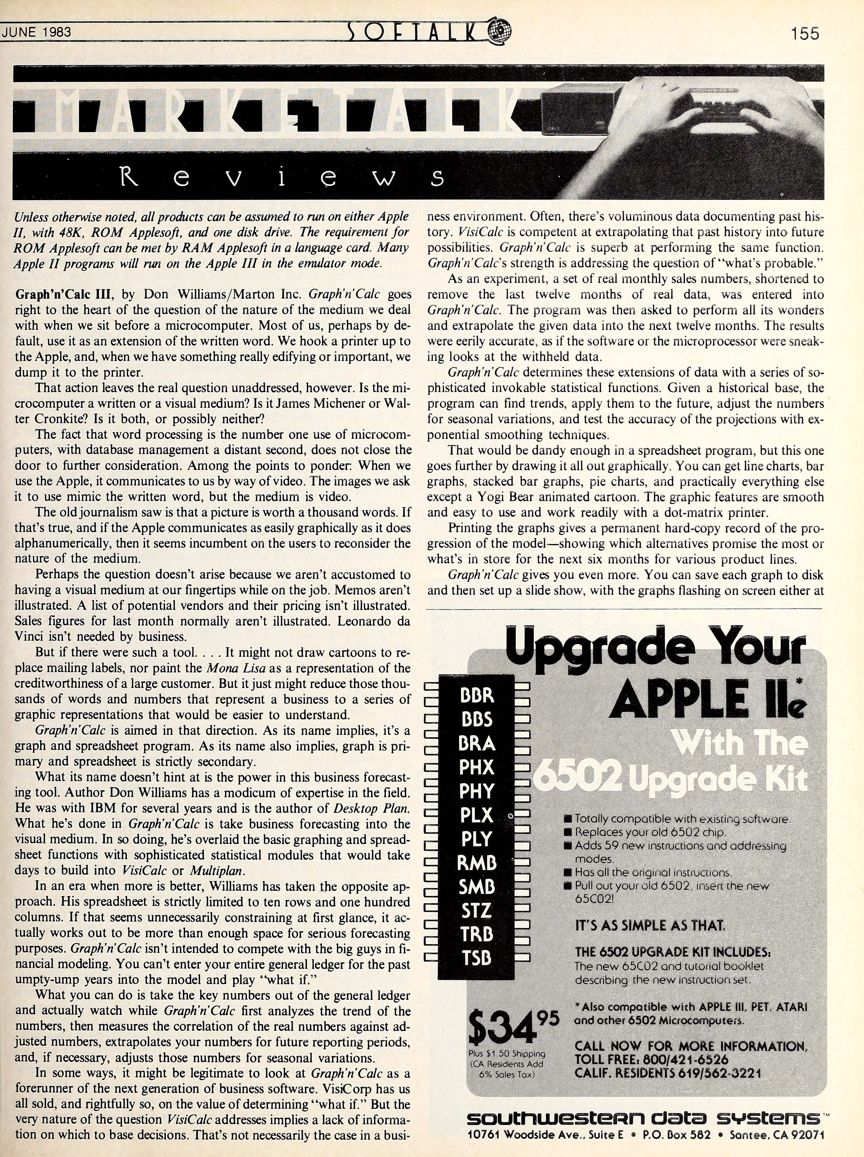 JUNE 1983
SOFTALK
155
MARKETALK
Reviews
Unless otherwise noted, all products can be assumed to run on either Apple
II, with 48K, ROM Applesoft, and one disk drive. The requirement for
ROM Applesoft can be met by RAM Applesoft in a language card. Many
Apple II programs will run on the Apple III in the emulator mode.
Graph'n'Calc III, by Don Williams/Marton Inc. Graph'n'Calc goes
right to the heart of the question of the nature of the medium we deal
with when we sit before a microcomputer. Most of us, perhaps by de-
fault, use it as an extension of the written word. We hook a printer up to
the Apple, and, when we have something really edifying or important, we
dump it to the printer.
That action leaves the real question unaddressed, however. Is the mi-
crocomputer a written or a visual medium? Is it James Michener or Wal-
ter Cronkite? Is it both, or possibly neither?
The fact that word processing is the number one use of microcom-
puters, with database management a distant second, does not close the
door to further consideration. Among the points to ponder: When we
use the Apple, it communicates to us by way of video. The images we ask
it to use mimic the written word, but the medium is video.
The old journalism saw is that a picture is worth a thousand words. If
that's true, and if the Apple communicates as easily graphically as it does
alphanumerically, then it seems incumbent on the users to reconsider the
nature of the medium.
Perhaps the question doesn't arise because we aren't accustomed to
having a visual medium at our fingertips while on the job. Memos aren't
illustrated. A list of potential vendors and their pricing isn't illustrated.
Sales figures for last month normally aren't illustrated. Leonardo da
Vinci isn't needed by business.
But if there were such a tool. . . . It might not draw cartoons to re-
place mailing labels, nor paint the Mona Lisa as a representation of the
creditworthiness of a large customer. But it just might reduce those thou-
sands of words and numbers that represent a business to a series of
graphic representations that would be easier to understand.
Graph'n'Calc is aimed in that direction. As its name implies, it's a
graph and spreadsheet program. As its name also implies, graph is pri-
mary and spreadsheet is strictly secondary.
What its name doesn't hint at is the power in this business forecast-
ing tool. Author Don Williams has a modicum of expertise in the field.
He was with IBM for several years and is the author of Desktop Plan.
What he's done in Graph'n'Calc is take business forecasting into the
visual medium. In so doing, he's overlaid the basic graphing and spread-
sheet functions with sophisticated statistical modules that would take
days to build into VisiCalc or Multiplan.
In an era when more is better, Williams has taken the opposite ap-
proach. His spreadsheet is strictly limited to ten rows and one hundred
columns. If that seems unnecessarily constraining at first glance, it ac-
tually works out to be more than enough space for serious forecasting
purposes. Graph'n'Calc isn't intended to compete with the big guys in fi-
nancial modeling. You can't enter your entire general ledger for the past
umpty-ump years into the model and play "what if."
What you can do is take the key numbers out of the general ledger
and actually watch while Graph'n'Calc first analyzes the trend of the
numbers, then measures the correlation of the real numbers against ad-
justed numbers, extrapolates your numbers for future reporting periods,
and, if necessary, adjusts those numbers for seasonal variations.
In some ways, it might be legitimate to look at Graph'n'Calc as a
forerunner of the next generation of business software. VisiCorp has us
all sold, and rightfully so, on the value of determining "what if." But the
very nature of the question VisiCalc addresses implies a lack of informa-
tion on which to base decisions. That's not necessarily the case in a busi-
ness environment. Often, there's voluminous data documenting past his-
tory. VisiCalc is competent at extrapolating that past history into future
possibilities. Graph'n'Calc is superb at performing the same function.
Graph'n'Calc's strength is addressing the question of "what's probable."
As an experiment, a set of real monthly sales numbers, shortened to
remove the last twelve months of real data, was entered into
Graph'n'Calc. The program was then asked to perform all its wonders
and extrapolate the given data into the next twelve months. The results
were eerily accurate, as if the software or the microprocessor were sneak-
ing looks at the withheld data.
Graph'n'Calc determines these extensions of data with a series of so-
phisticated invokable statistical functions. Given a historical base, the
program can find trends, apply them to the future, adjust the numbers
for seasonal variations, and test the accuracy of the projections with ex-
ponential smoothing techniques.
That would be dandy enough in a spreadsheet program, but this one
goes further by drawing it all out graphically. You can get line charts, bar
graphs, stacked bar graphs, pie charts, and practically everything else
except a Yogi Bear animated cartoon. The graphic features are smooth
and easy to use and work readily with a dot-matrix printer.
Printing the graphs gives a permanent hard-copy record of the pro-
gression of the model—showing which alternatives promise the most or
what's in store for the next six months for various product lines.
Graph'n'Calc gives you even more. You can save each graph to disk
and then set up a slide show, with the graphs flashing on screen either at
Upgrade Your
APPLE IIe*
With The
6502 Upgrade Kit
BBR
BBS
BRA
PHX
PHY
PLX
PLY
RMB
SMB
STZ
TRB
TSB
■ Totally compatible with existing software.
■ Replaces your old 6502 chip.
■ Adds 59 new instructions and addressing
modes.
■ Has all the original instructions.
■ Pull out your old 6502, insert the new
65C02!
IT'S AS SIMPLE AS THAT.
THE 6502 UPGRADE KIT INCLUDES:
The new 65C02 and tutorial booklet
describing the new instruction set.
*Also compatible with APPLE III, PET, ATARI
and other 6502 Microcomputers.
$34.95
Plus $1.50 Shipping
(CA Residents Add
6% Sales Tax)
CALL NOW FOR MORE INFORMATION,
TOLL FREE: 800/421-6526
CALIF. RESIDENTS 619/562-3221
southwestern data systems™
10761 Woodside Ave., Suite E • P.O. Box 582 • Santee, CA 92071